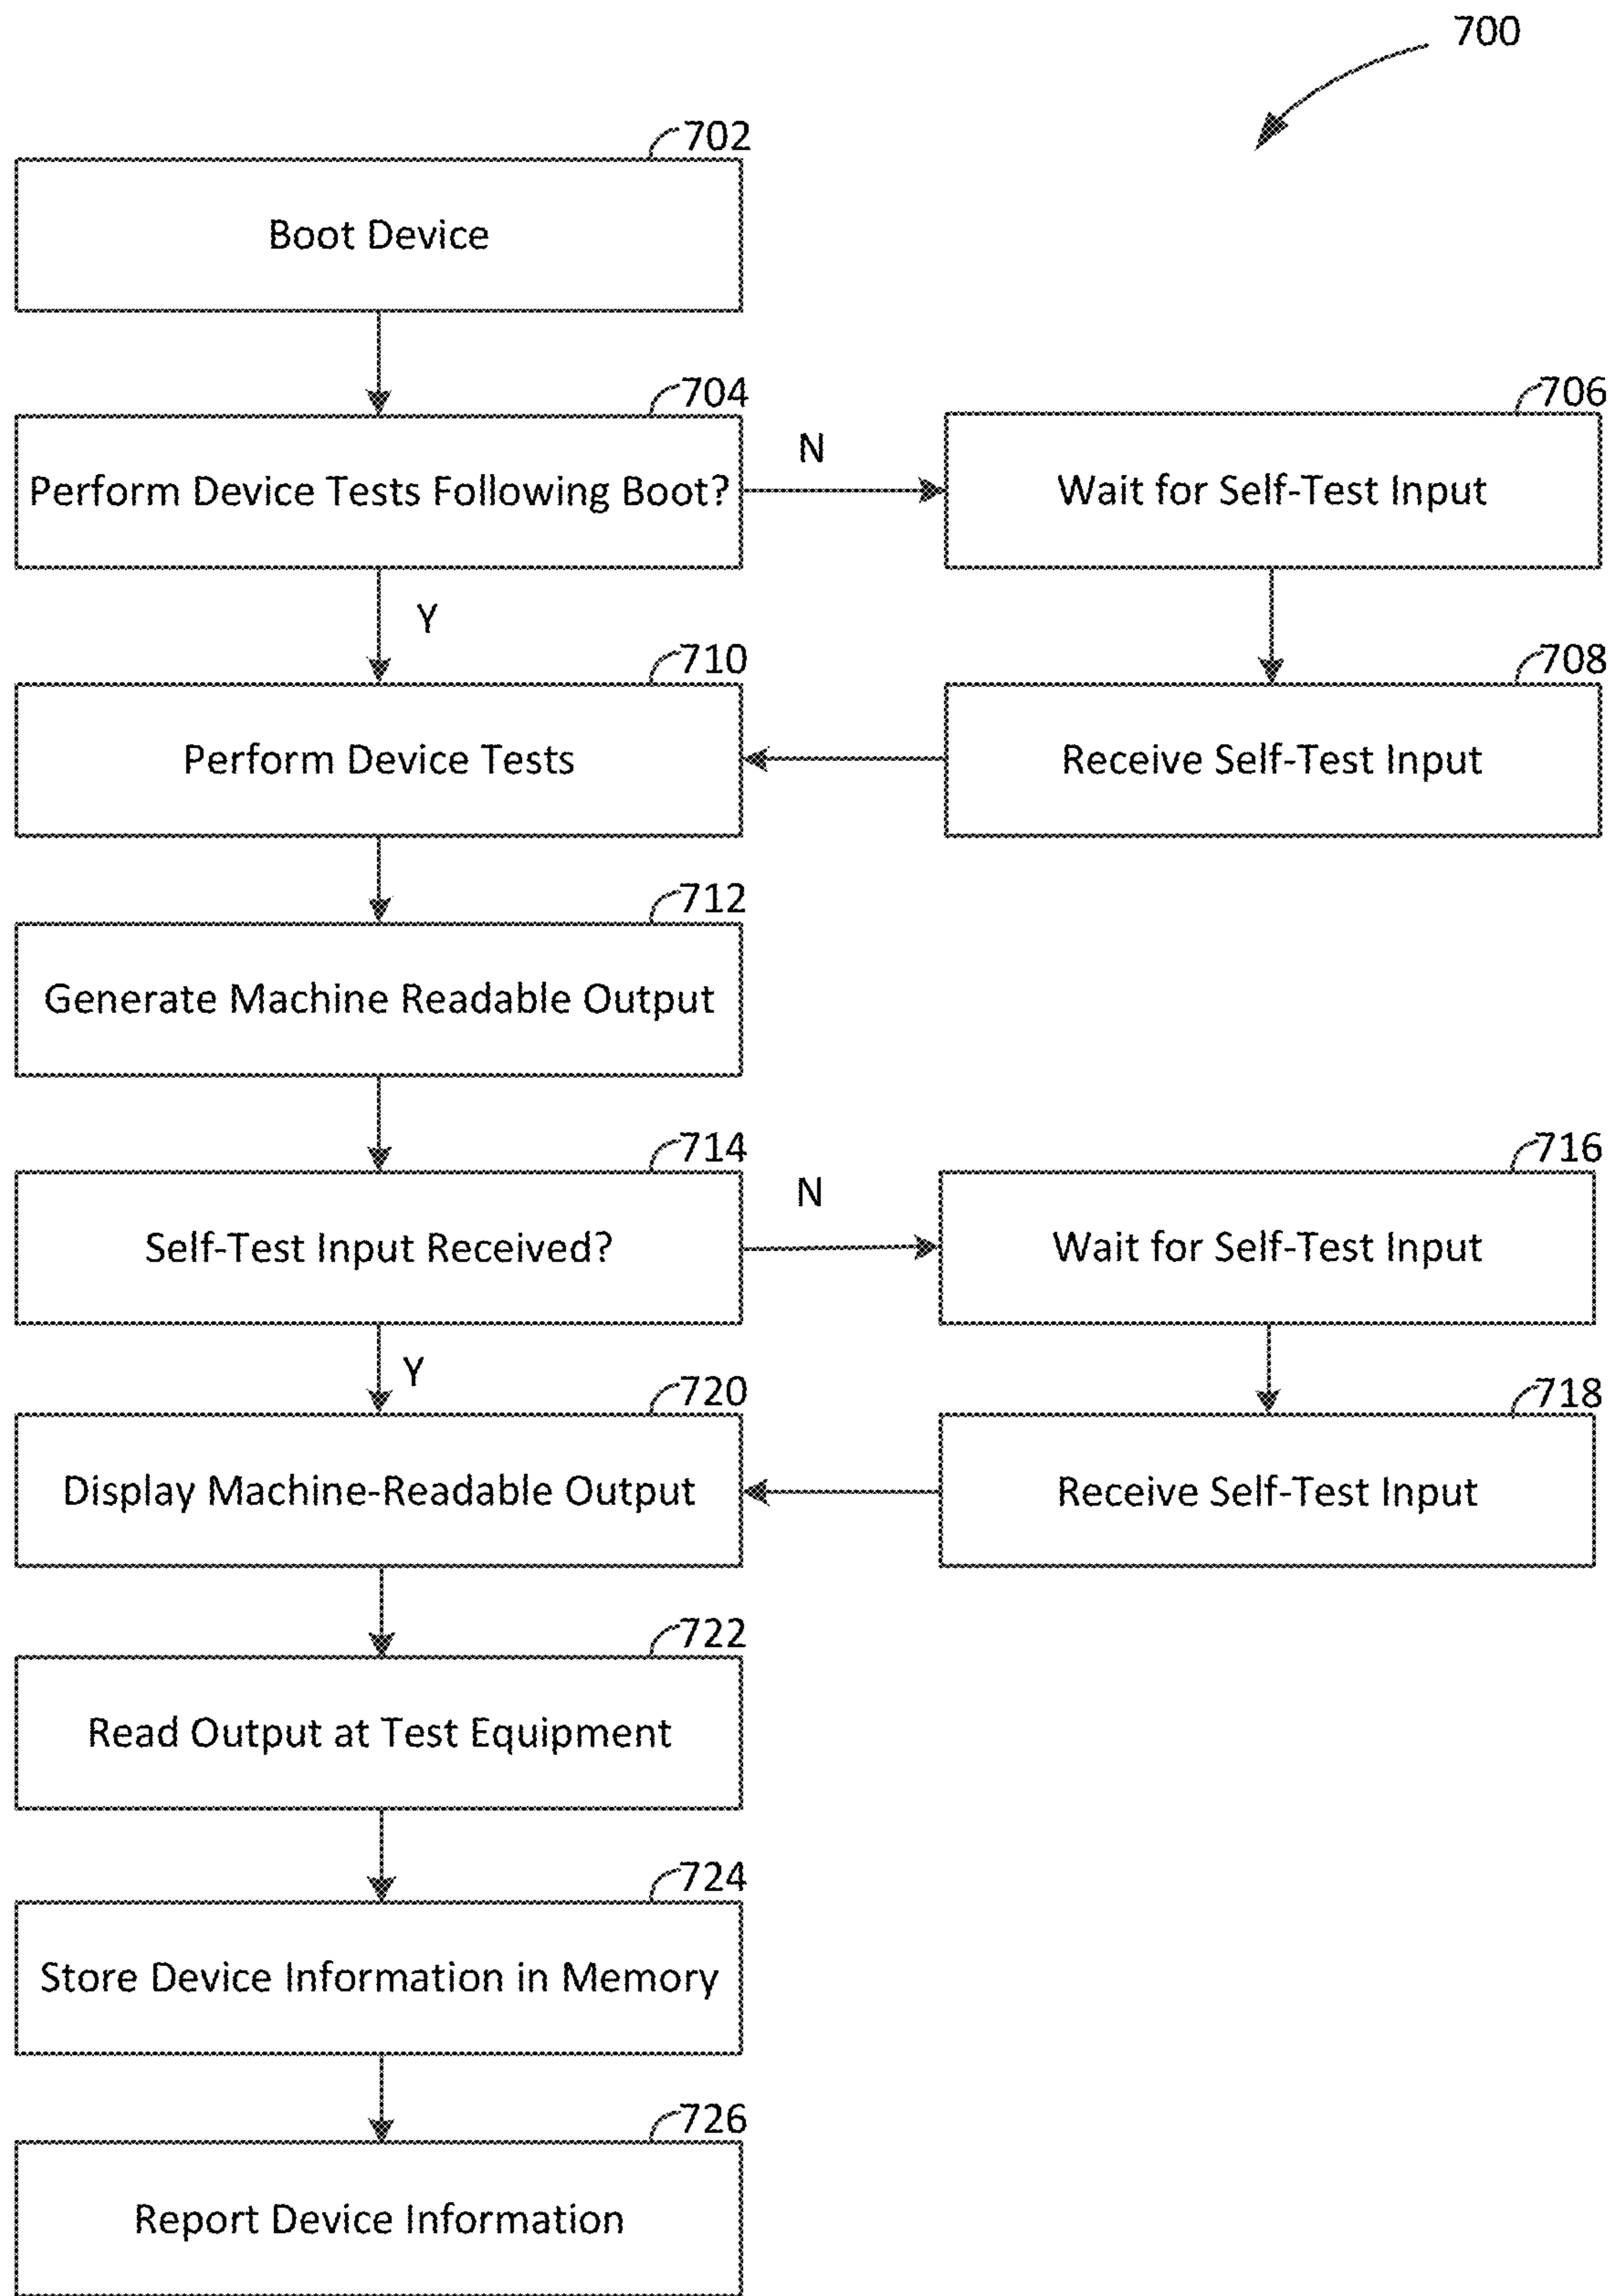 700
702
Boot Device
704
706
Perform Device Tests Following Boot?
N
Wait for Self-Test Input
Y
710
708
Perform Device Tests
Receive Self-Test Input
712
Generate Machine Readable Output
714
716
Self-Test Input Received?
N
Wait for Self-Test Input
Y
720
718
Display Machine-Readable Output
Receive Self-Test Input
722
Read Output at Test Equipment
724
Store Device Information in Memory
726
Report Device Information